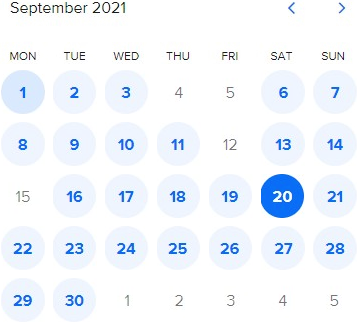 September 2021
MON TUE WED THU FRI SAT SUN
1 2 3 4 5 6 7
8 9 10 11 12 13 14
15 16 17 18 19 20 21
22 23 24 25 26 27 28
29 30 1 2 3 4 5